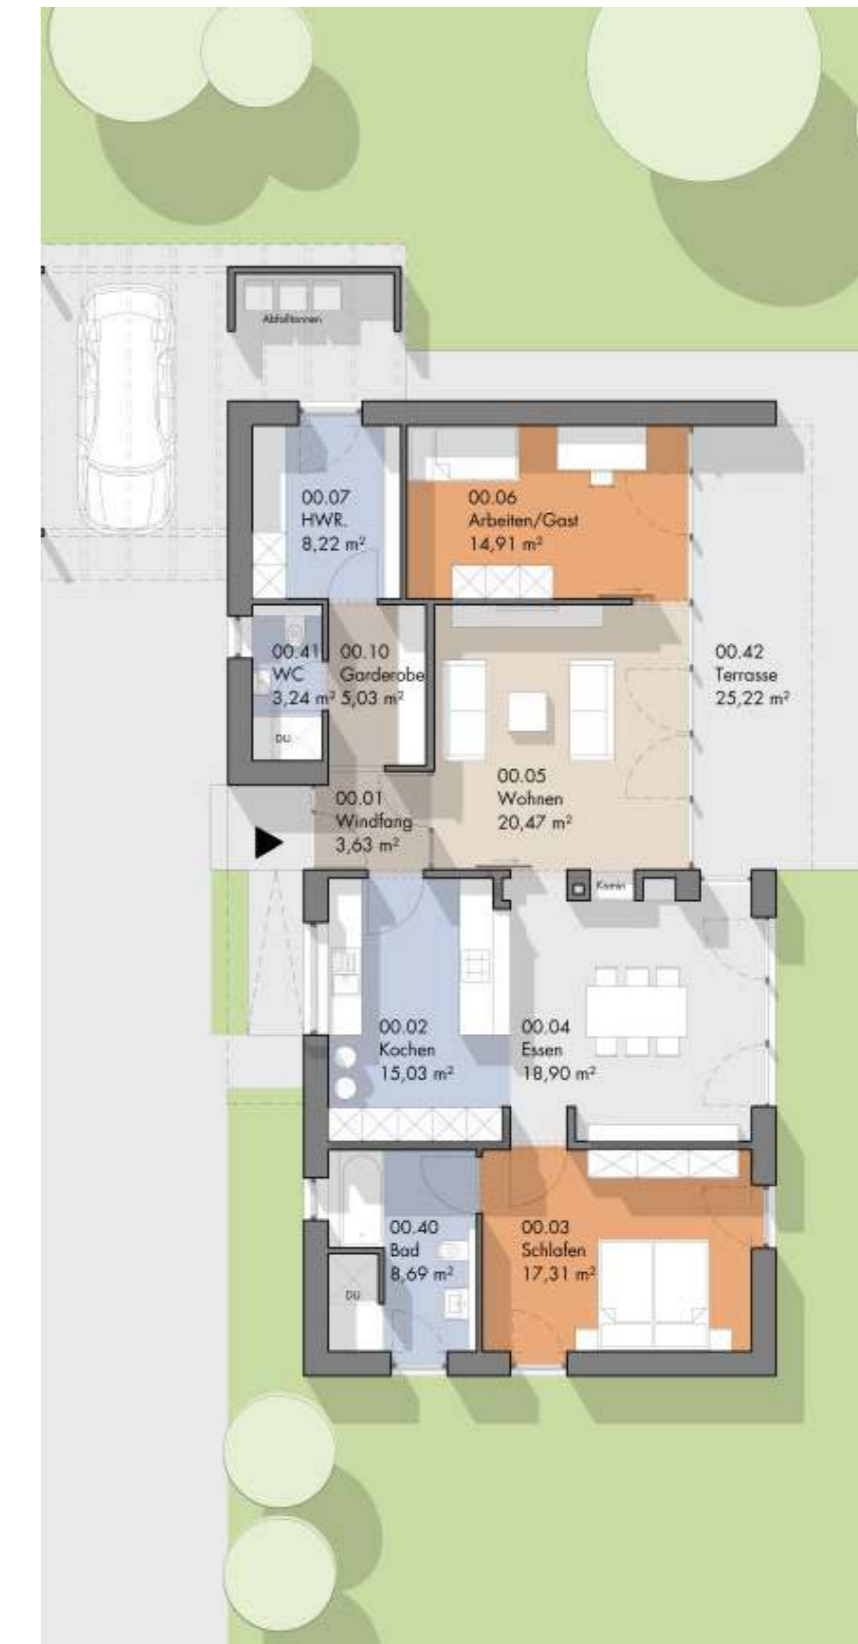 Abfalltonnen
00.07
HWR.
8,22 m²
00.06
Arbeiten/Gast
14,91 m²
00.41
WC
3,24 m²
DU
00.10
Garderobe
5,03 m²
00.42
Terrasse
25,22 m²
00.05
Wohnen
20,47 m²
00.01
Windfang
3,63 m²
Kamin
00.02
Kochen
15,03 m²
00.04
Essen
18,90 m²
00.40
Bad
8,69 m²
DU
00.03
Schlafen
17,31 m²